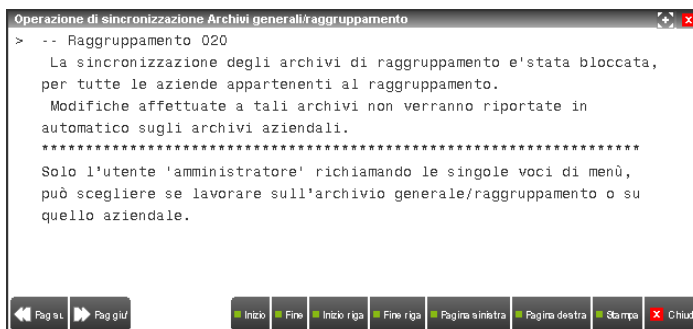 Operazione di sincronizzazione Archivi generali/raggruppamento
> -- Raggruppamento 020
La sincronizzazione degli archivi di raggruppamento e'stata bloccata,
per tutte le aziende appartenenti al raggruppamento.
Modifiche affettuate a tali archivi non verranno riportate in
automatico sugli archivi aziendali.
********************************************************************
Solo l'utente 'amministratore' richiamando le singole voci di menù,
può scegliere se lavorare sull'archivio generale/raggruppamento o su
quello aziendale.
Pag su Pag giu' Inizio Fine Inizio riga Fine riga Pagina sinistra Pagina destra Stampa Chiud